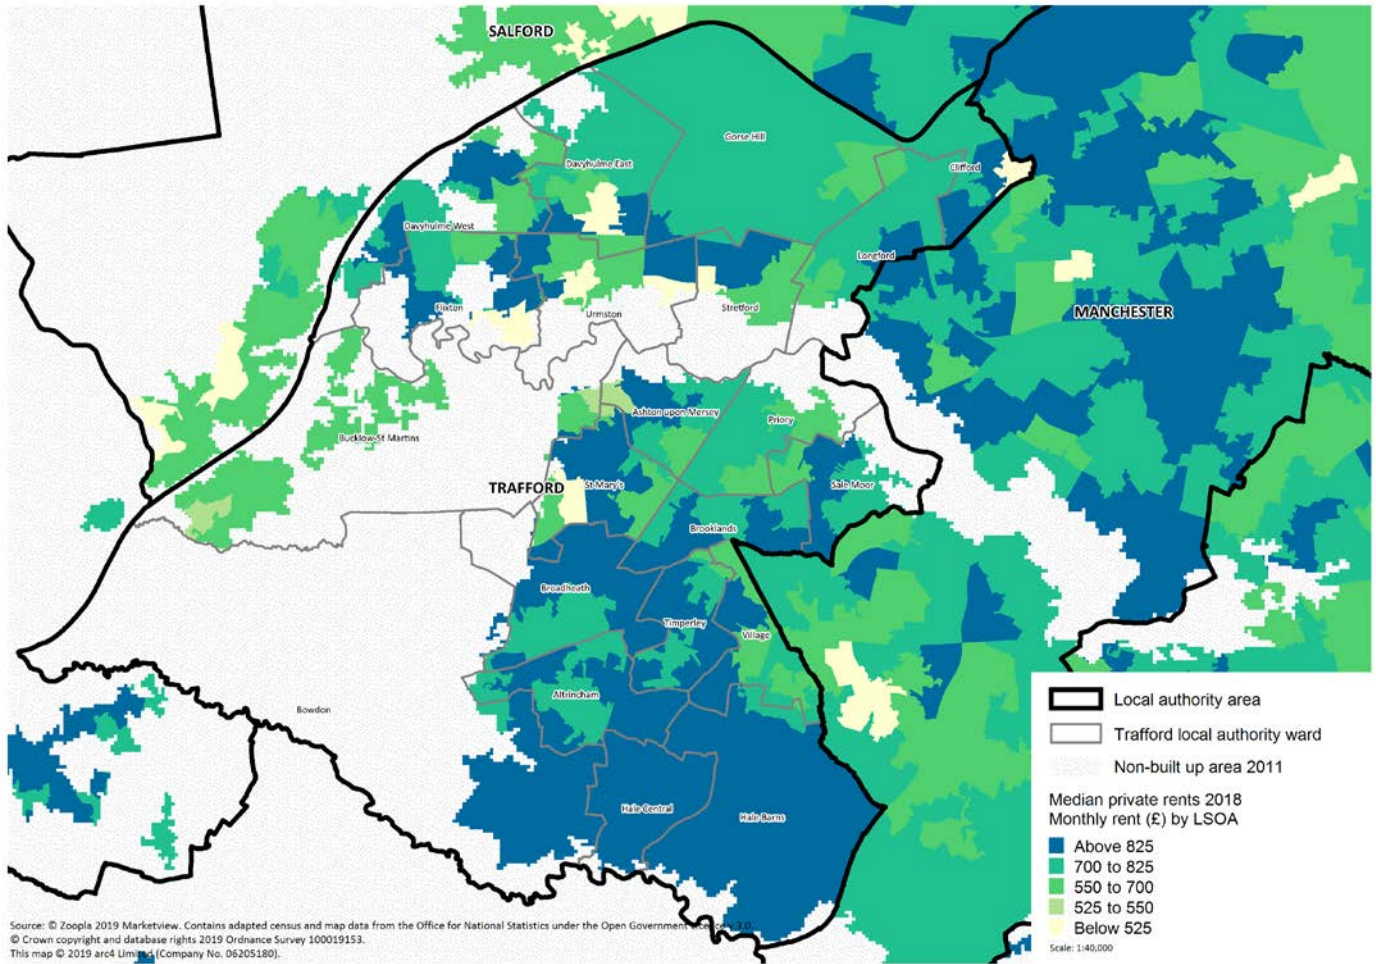 SALFORD
Gorse Hill
Davyhulme East
Clifford
Davyhulme West
Longford
Flixton
Urmston
Stretford
MANCHESTER
Ashton upon Mersey
Priory
Bucklow-St Martins
TRAFFORD
St Mary's
Sale Moor
Brooklands
Broadheath
Timperley
Village
Altrincham
Bowdon
Hale Central
Hale Barns
Local authority area
Trafford local authority ward
Non-built up area 2011
Median private rents 2018
Monthly rent (£) by LSOA
Above 825
700 to 825
550 to 700
525 to 550
Below 525
Scale: 1:40,000
Source: © Zoopla 2019 Marketview. Contains adapted census and map data from the Office for National Statistics under the Open Government Licence v.3.0.
© Crown copyright and database rights 2019 Ordnance Survey 100019153.
This map © 2019 arc4 Limited (Company No. 06205180).